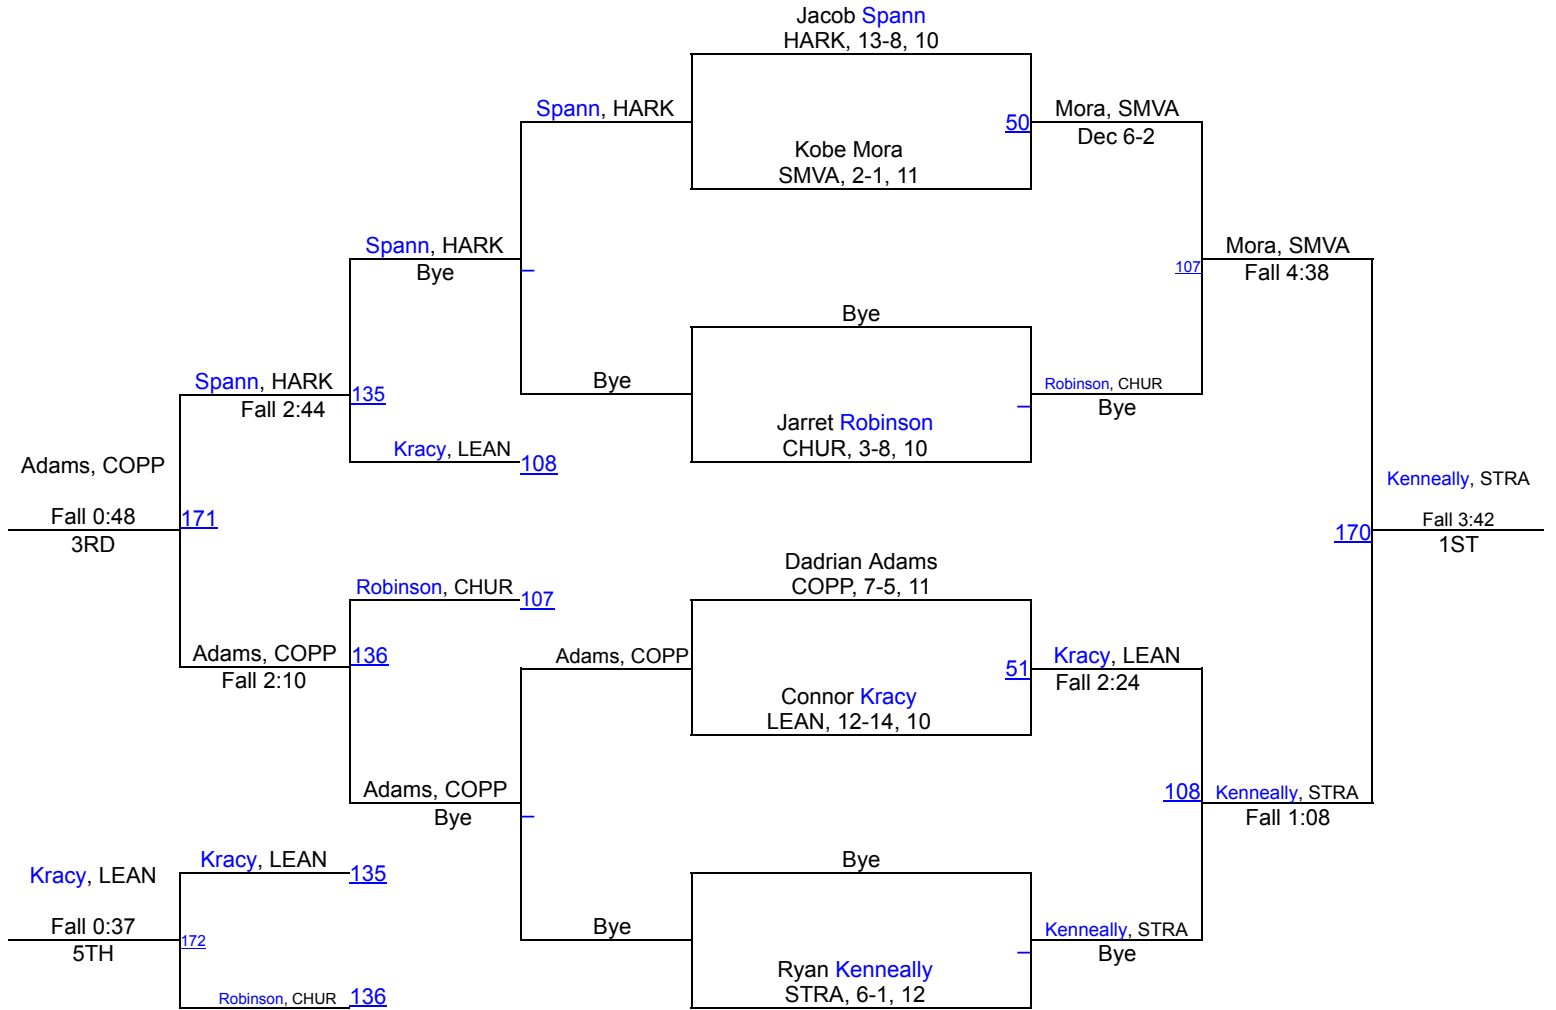 Jacob Spann
HARK, 13-8, 10
Spann, HARK
50
Mora, SMVA
Dec 6-2
Kobe Mora
SMVA, 2-1, 11
Spann, HARK
Bye
107
Mora, SMVA
Fall 4:38
Bye
Spann, HARK
Fall 2:44
135
Bye
Robinson, CHUR
Bye
Jarret Robinson
CHUR, 3-8, 10
Kracy, LEAN
108
Adams, COPP
Fall 0:48
3RD
171
Kenneally, STRA
170
Fall 3:42
1ST
Dadrian Adams
COPP, 7-5, 11
Robinson, CHUR
107
Adams, COPP
Fall 2:10
136
Adams, COPP
51
Kracy, LEAN
Fall 2:24
Connor Kracy
LEAN, 12-14, 10
Adams, COPP
Bye
108
Kenneally, STRA
Fall 1:08
Bye
Kracy, LEAN
Fall 0:37
5TH
Kracy, LEAN
135
172
Bye
Kenneally, STRA
Bye
Ryan Kenneally
STRA, 6-1, 12
Robinson, CHUR
136